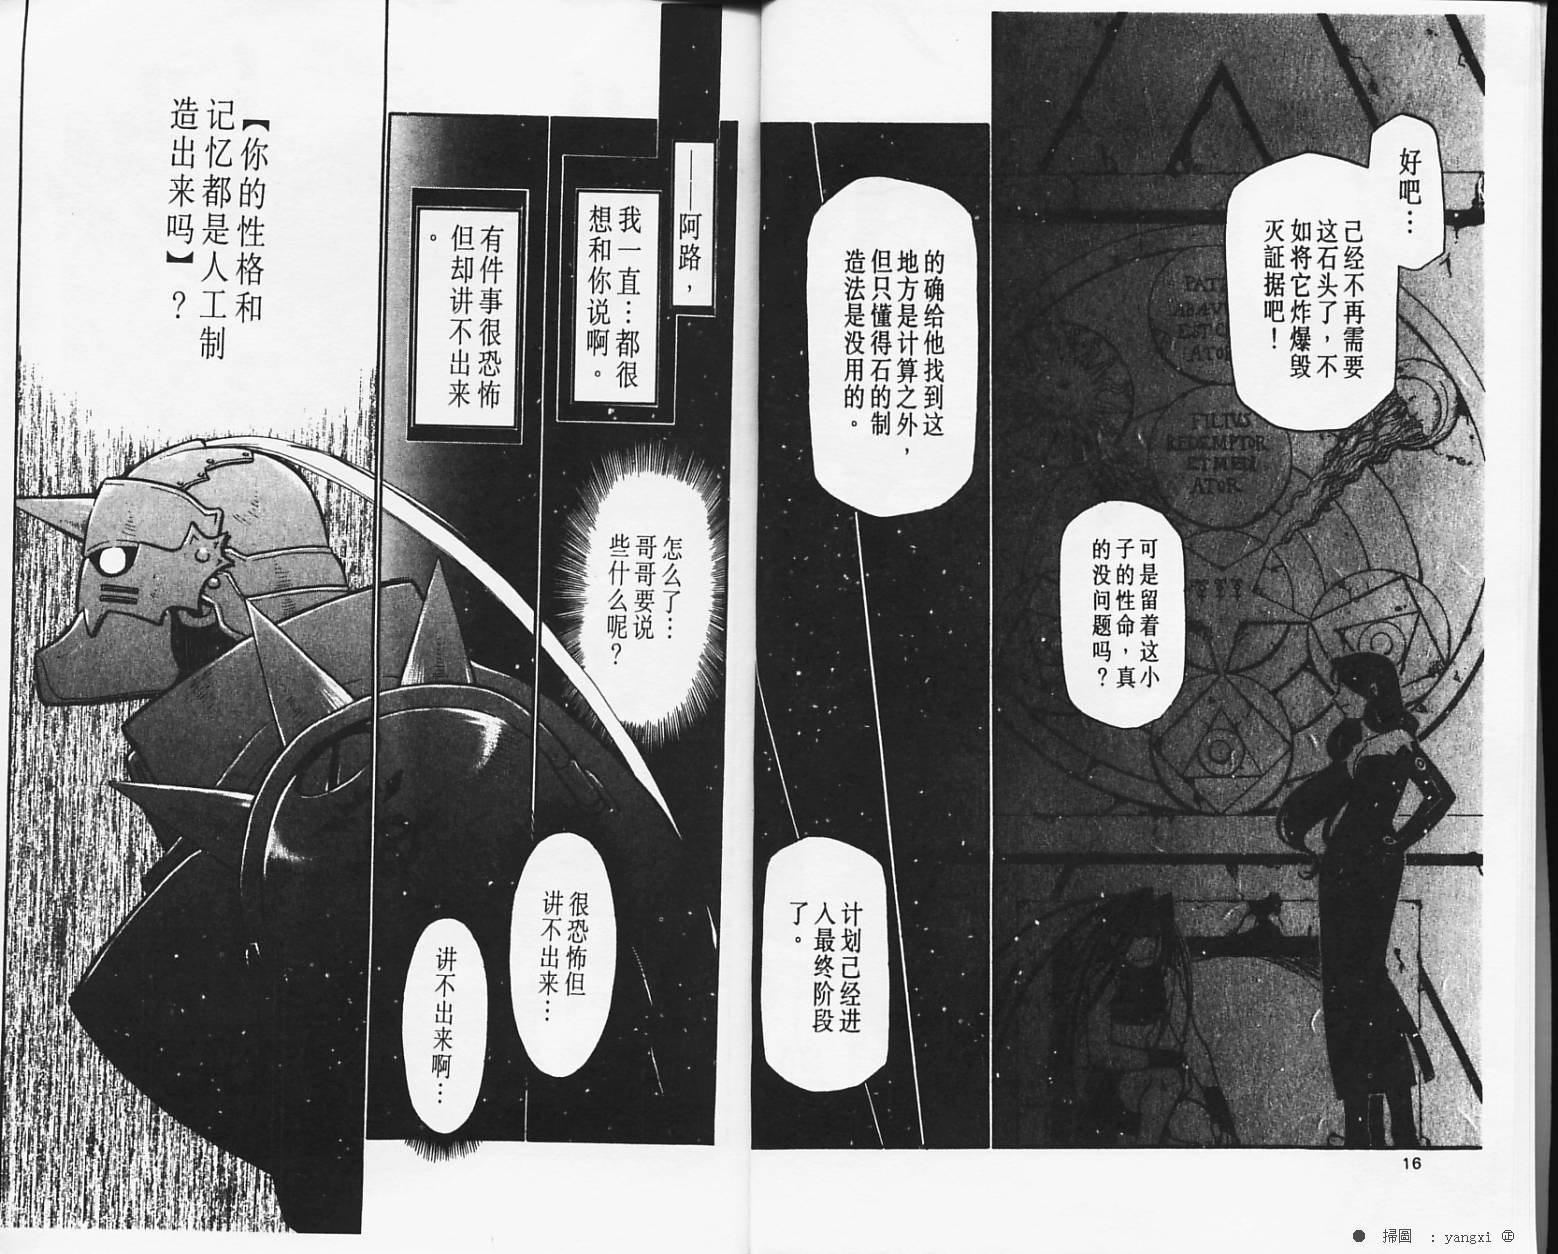 好吧…
己经不再需要
这石头了，不
如将它炸爆毁
灭証据吧！
FILIUS
REDEMPTOR
ATOR
可是留着这小
子的性命，真
的没问题吗？
的确给他找到这
地方是计算之外，
但只懂得石的制
造法是没用的。
计划己经进
入最终阶段
了。
16
——阿路，
我一直…都很
想和你说啊。
有件事很恐怖
但却讲不出来
。
怎么了…
哥哥要说
些什么呢？
很恐怖但
讲不出来…
讲不出来啊…
【你的性格和
记忆都是人工制
造出来吗】？
● 掃圖 : yangxi ㊣